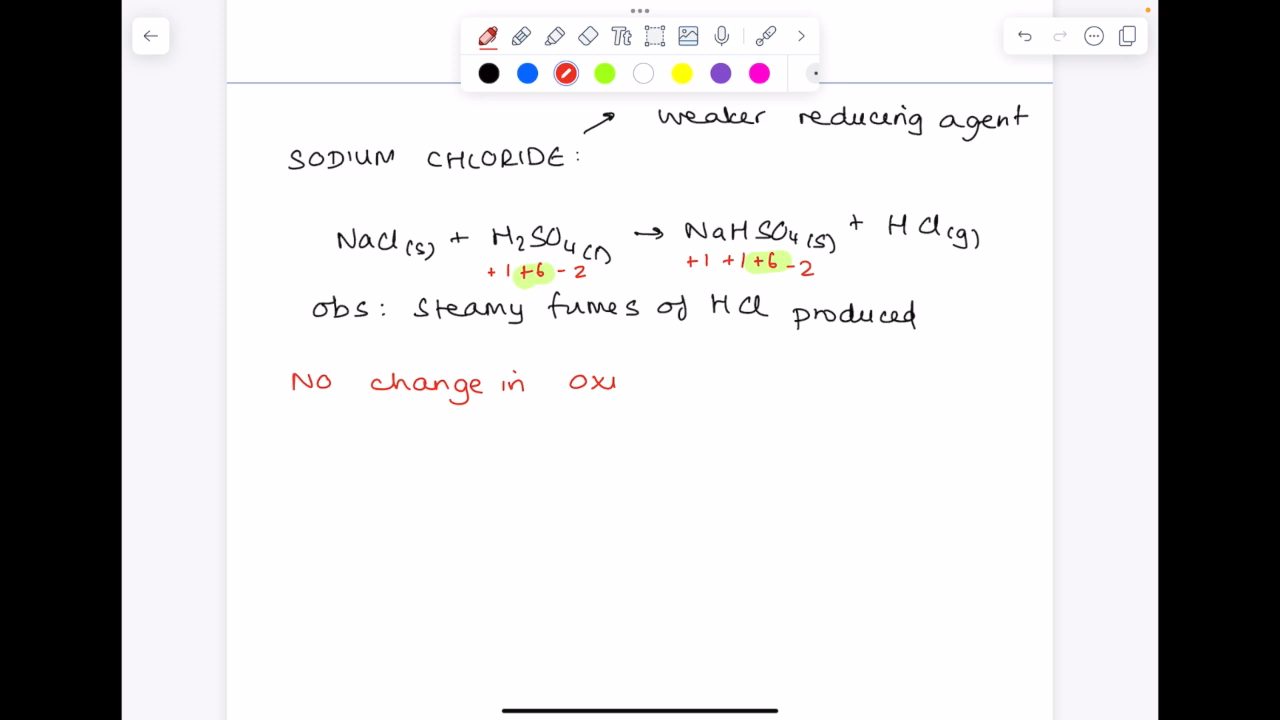 Tt
weaker reducing agent
SODIUM CHLORIDE:
NaCl(s) + H2SO4(l) → NaHSO4(s) + HCl(g)
+1 +6 -2 +1 +1 +6 -2
obs: steamy fumes of HCl produced
No change in oxi